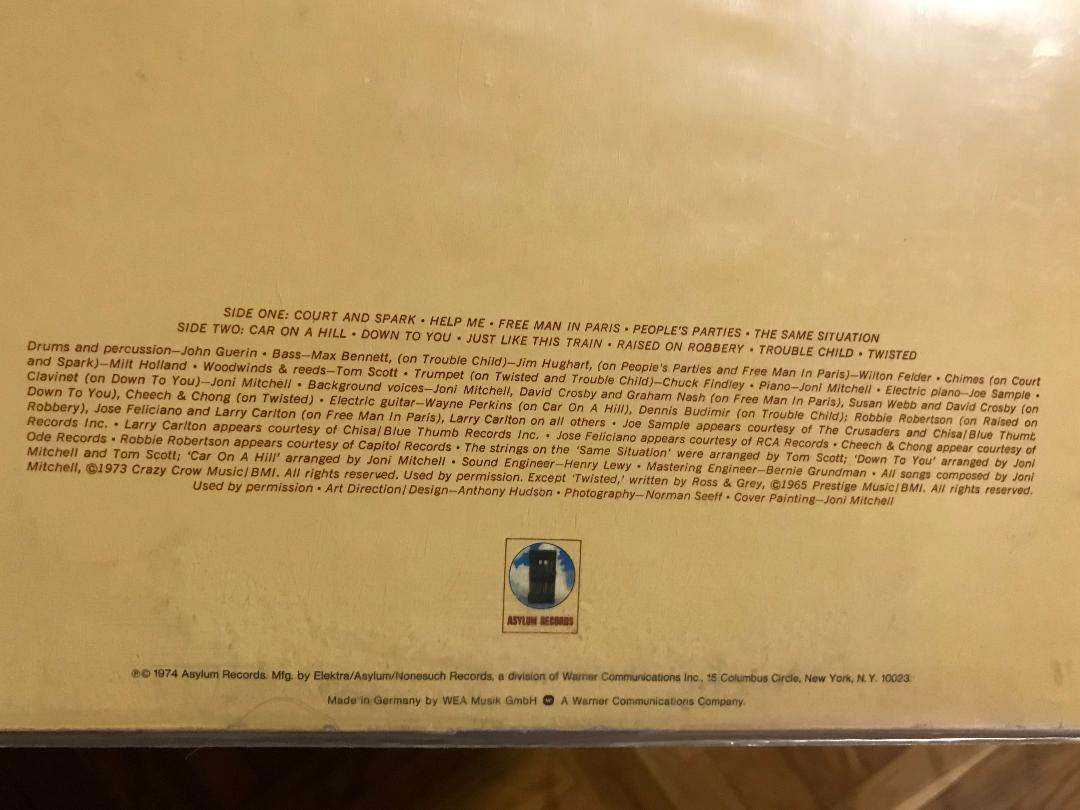 SIDE ONE: COURT AND SPARK • HELP ME • FREE MAN IN PARIS • PEOPLE'S PARTIES • THE SAME SITUATION
SIDE TWO: CAR ON A HILL • DOWN TO YOU • JUST LIKE THIS TRAIN • RAISED ON ROBBERY • TROUBLE CHILD • TWISTED
Drums and percussion—John Guerin • Bass—Max Bennett, (on Trouble Child)—Jim Hughart, (on People's Parties and Free Man In Paris)—Wilton Felder • Chimes (on Court
and Spark)—Milt Holland • Woodwinds & reeds—Tom Scott • Trumpet (on Twisted and Trouble Child)—Chuck Findley • Piano—Joni Mitchell • Electric piano—Joe Sample •
Clavinet (on Down To You)—Joni Mitchell • Background voices—Joni Mitchell, David Crosby and Graham Nash (on Free Man In Paris), Susan Webb and David Crosby (on
Down To You), Cheech & Chong (on Twisted) • Electric guitar—Wayne Perkins (on Car On A Hill), Dennis Budimir (on Trouble Child); Robbie Robertson (on Raised on
Robbery), Jose Feliciano and Larry Carlton (on Free Man In Paris), Larry Carlton on all others • Joe Sample appears courtesy of The Crusaders and Chisa/Blue Thumb
Records Inc. • Larry Carlton appears courtesy of Chisa/Blue Thumb Records Inc. • Jose Feliciano appears courtesy of RCA Records • Cheech & Chong appear courtesy of
Ode Records • Robbie Robertson appears courtesy of Capitol Records • The strings on the 'Same Situation' were arranged by Tom Scott; 'Down To You' arranged by Joni
Mitchell and Tom Scott; 'Car On A Hill' arranged by Joni Mitchell • Sound Engineer—Henry Lewy • Mastering Engineer—Bernie Grundman • All songs composed by Joni
Mitchell, ©1973 Crazy Crow Music/BMI. All rights reserved. Used by permission. Except 'Twisted,' written by Ross & Grey, ©1965 Prestige Music/BMI. All rights reserved.
Used by permission • Art Direction/Design—Anthony Hudson • Photography—Norman Seeff • Cover Painting—Joni Mitchell
ASYLUM RECORDS
℗© 1974 Asylum Records. Mfg. by Elektra/Asylum/Nonesuch Records, a division of Warner Communications Inc., 15 Columbus Circle, New York, N.Y. 10023.
Made in Germany by WEA Musik GmbH A Warner Communications Company.